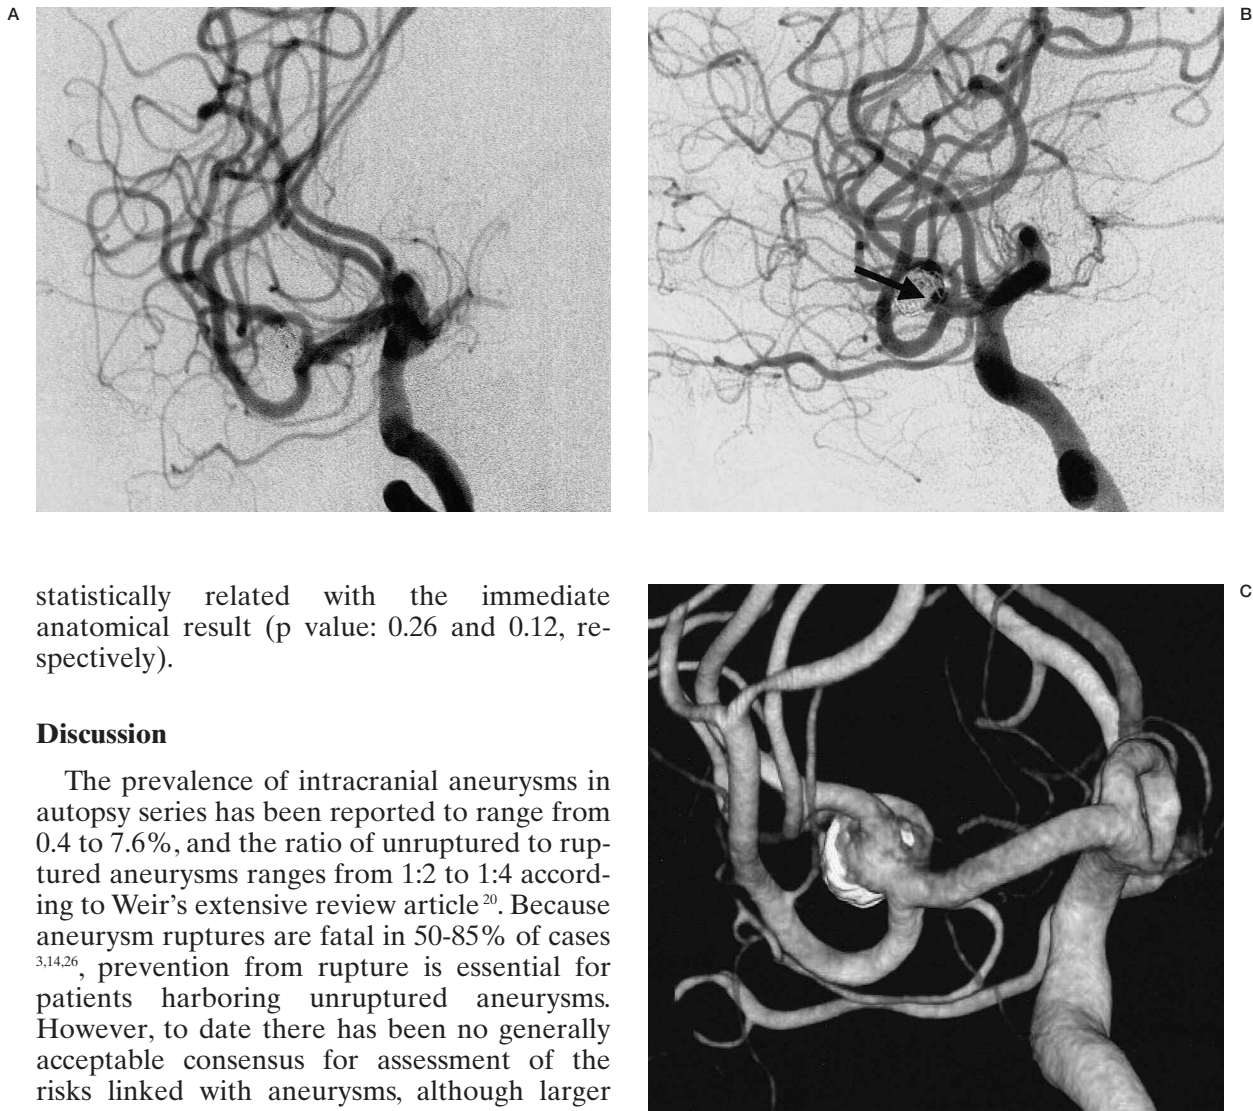 A
B
statistically related with the immediate
anatomical result (p value: 0.26 and 0.12, re-
spectively).
C
Discussion
The prevalence of intracranial aneurysms in
autopsy series has been reported to range from
0.4 to 7.6%, and the ratio of unruptured to rup-
tured aneurysms ranges from 1:2 to 1:4 accord-
ing to Weir's extensive review article 20. Because
aneurysm ruptures are fatal in 50-85% of cases
3,14,26, prevention from rupture is essential for
patients harboring unruptured aneurysms.
However, to date there has been no generally
acceptable consensus for assessment of the
risks linked with aneurysms, although larger